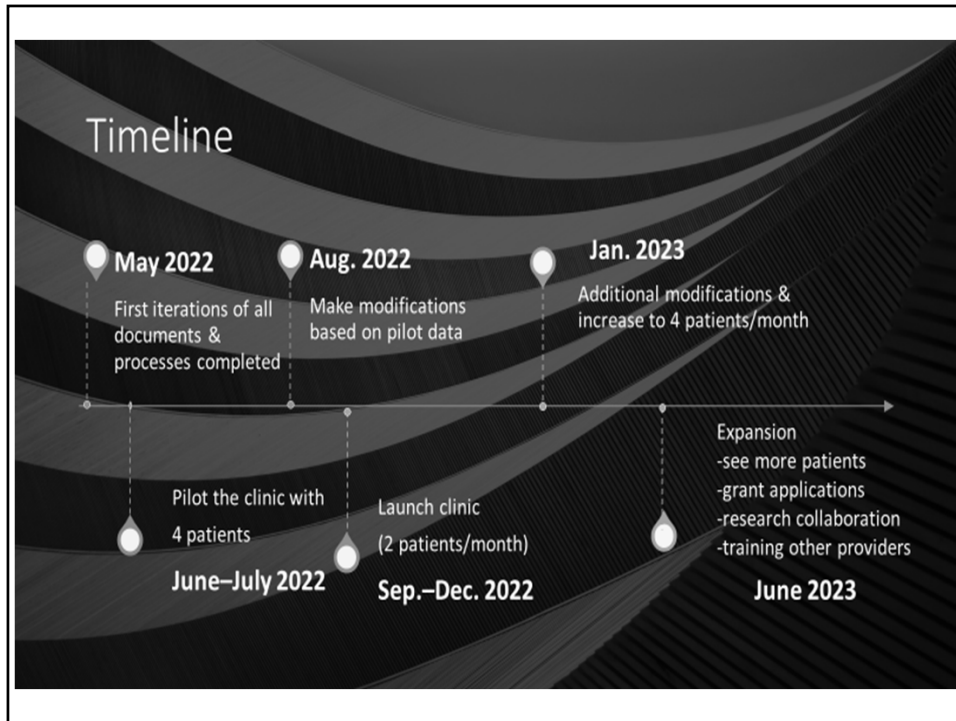 Timeline
May 2022
First iterations of all
documents &
processes completed
Aug. 2022
Make modifications
based on pilot data
Jan. 2023
Additional modifications &
increase to 4 patients/month
Pilot the clinic with
4 patients
June–July 2022
Launch clinic
(2 patients/month)
Sep.–Dec. 2022
Expansion
-see more patients
-grant applications
-research collaboration
-training other providers
June 2023